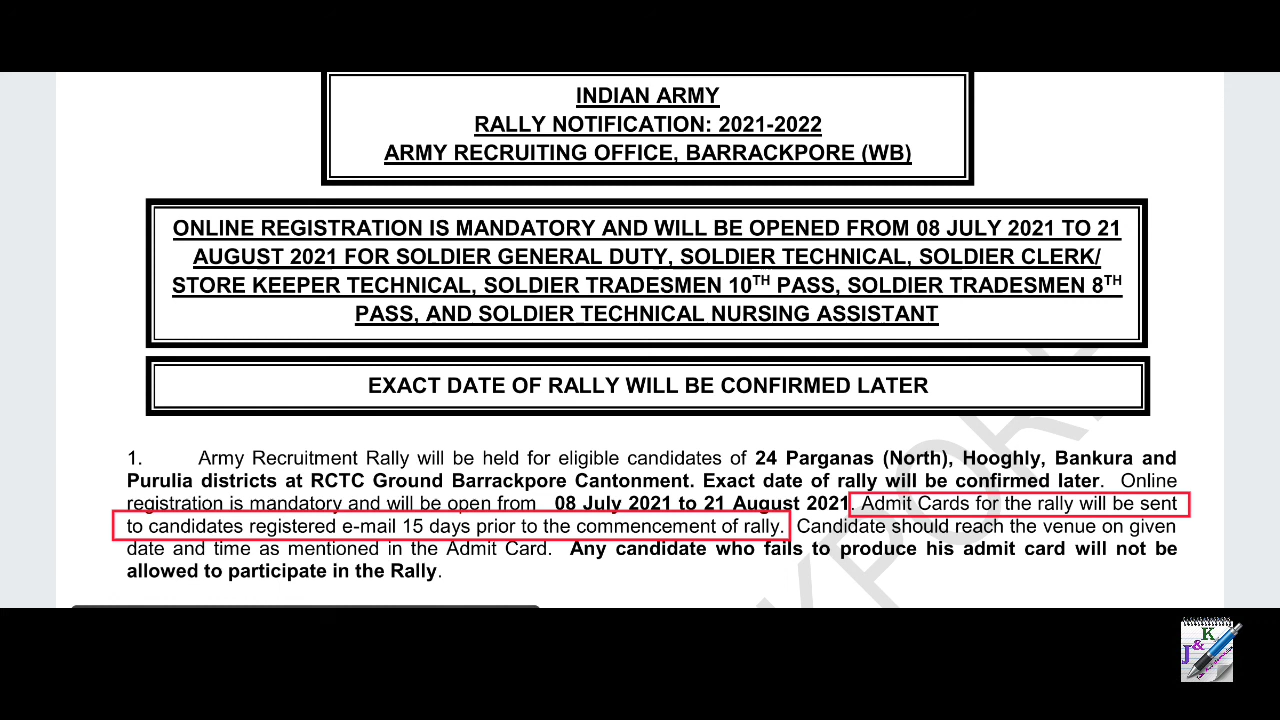 INDIAN ARMY
RALLY NOTIFICATION: 2021-2022
ARMY RECRUITING OFFICE, BARRACKPORE (WB)
ONLINE REGISTRATION IS MANDATORY AND WILL BE OPENED FROM 08 JULY 2021 TO 21
AUGUST 2021 FOR SOLDIER GENERAL DUTY, SOLDIER TECHNICAL, SOLDIER CLERK/
STORE KEEPER TECHNICAL, SOLDIER TRADESMEN 10TH PASS, SOLDIER TRADESMEN 8TH
PASS, AND SOLDIER TECHNICAL NURSING ASSISTANT
EXACT DATE OF RALLY WILL BE CONFIRMED LATER
1. Army Recruitment Rally will be held for eligible candidates of 24 Parganas (North), Hooghly, Bankura and
Purulia districts at RCTC Ground Barrackpore Cantonment. Exact date of rally will be confirmed later. Online
registration is mandatory and will be open from 08 July 2021 to 21 August 2021. Admit Cards for the rally will be sent
to candidates registered e-mail 15 days prior to the commencement of rally. Candidate should reach the venue on given
date and time as mentioned in the Admit Card. Any candidate who fails to produce his admit card will not be
allowed to participate in the Rally.
J&K